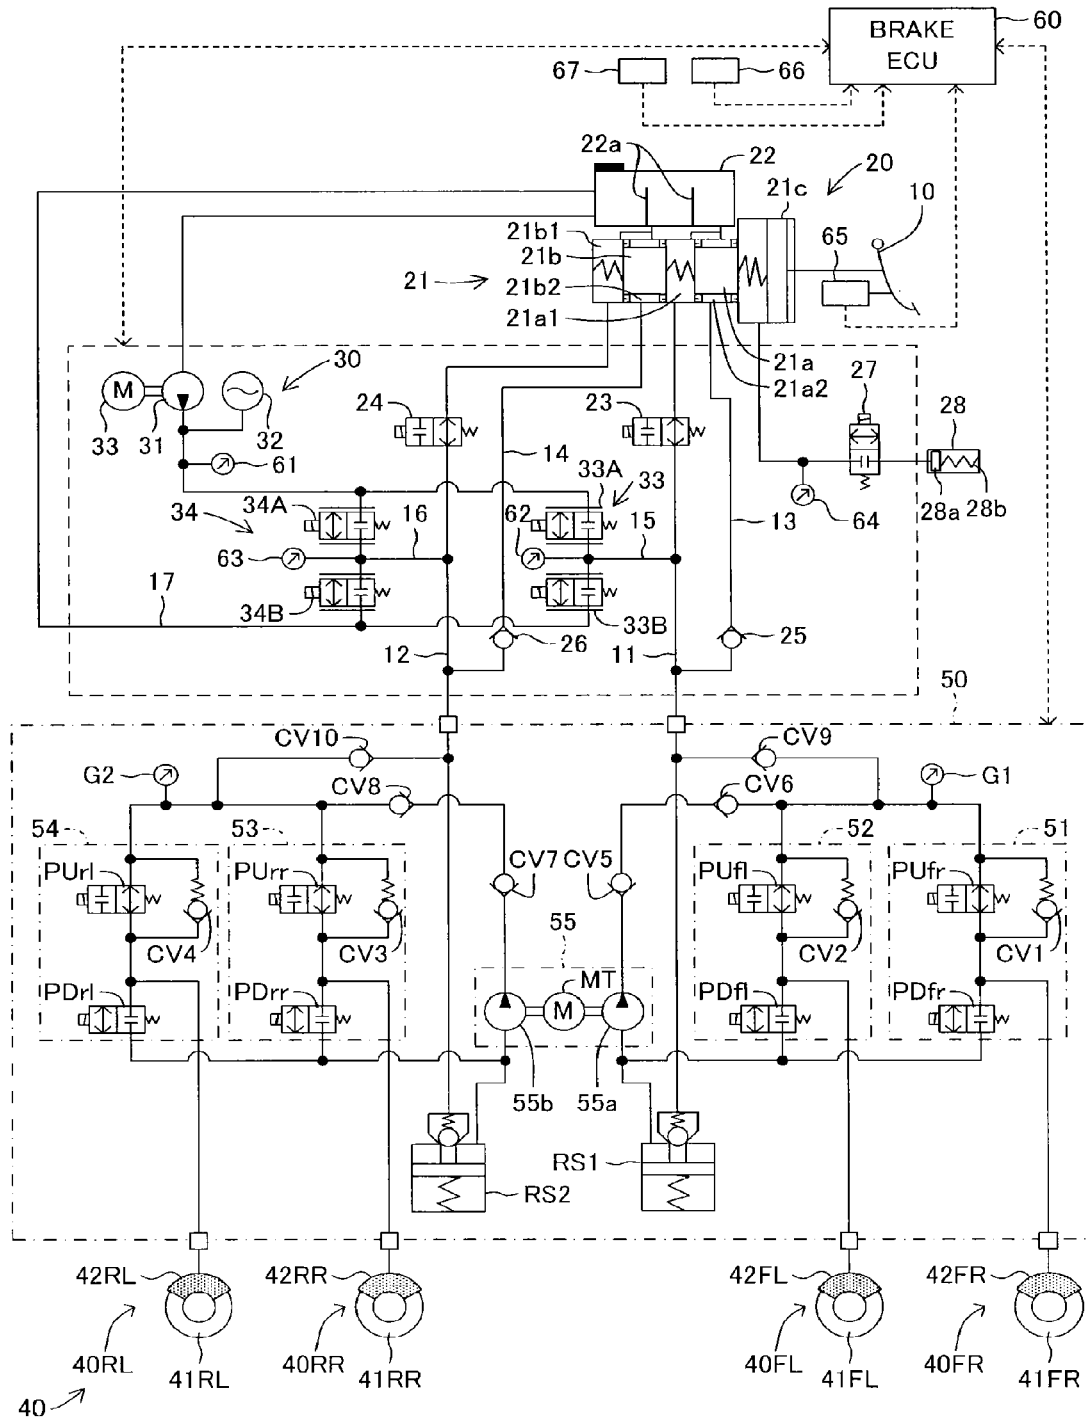 BRAKE
ECU
60
67
66
22a
22
20
21c
10
21b1
21b
65
21
21b2
21a1
21a
21a2
27
30
24
23
28
M
33
31
32
14
61
33A
33
34A
34
16
62
15
13
64
28a
28b
63
17
34B
33B
12
26
11
25
50
CV10
CV9
G2
CV8
CV6
G1
54
53
52
51
PUrl
PUrr
CV7
CV5
PUfl
PUfr
CV4
CV3
55
CV2
CV1
MT
PDrl
PDrr
M
PDfl
PDfr
55b
55a
RS1
RS2
42RL
42RR
42FL
42FR
40RL
41RL
40RR
41RR
40FL
41FL
40FR
41FR
40